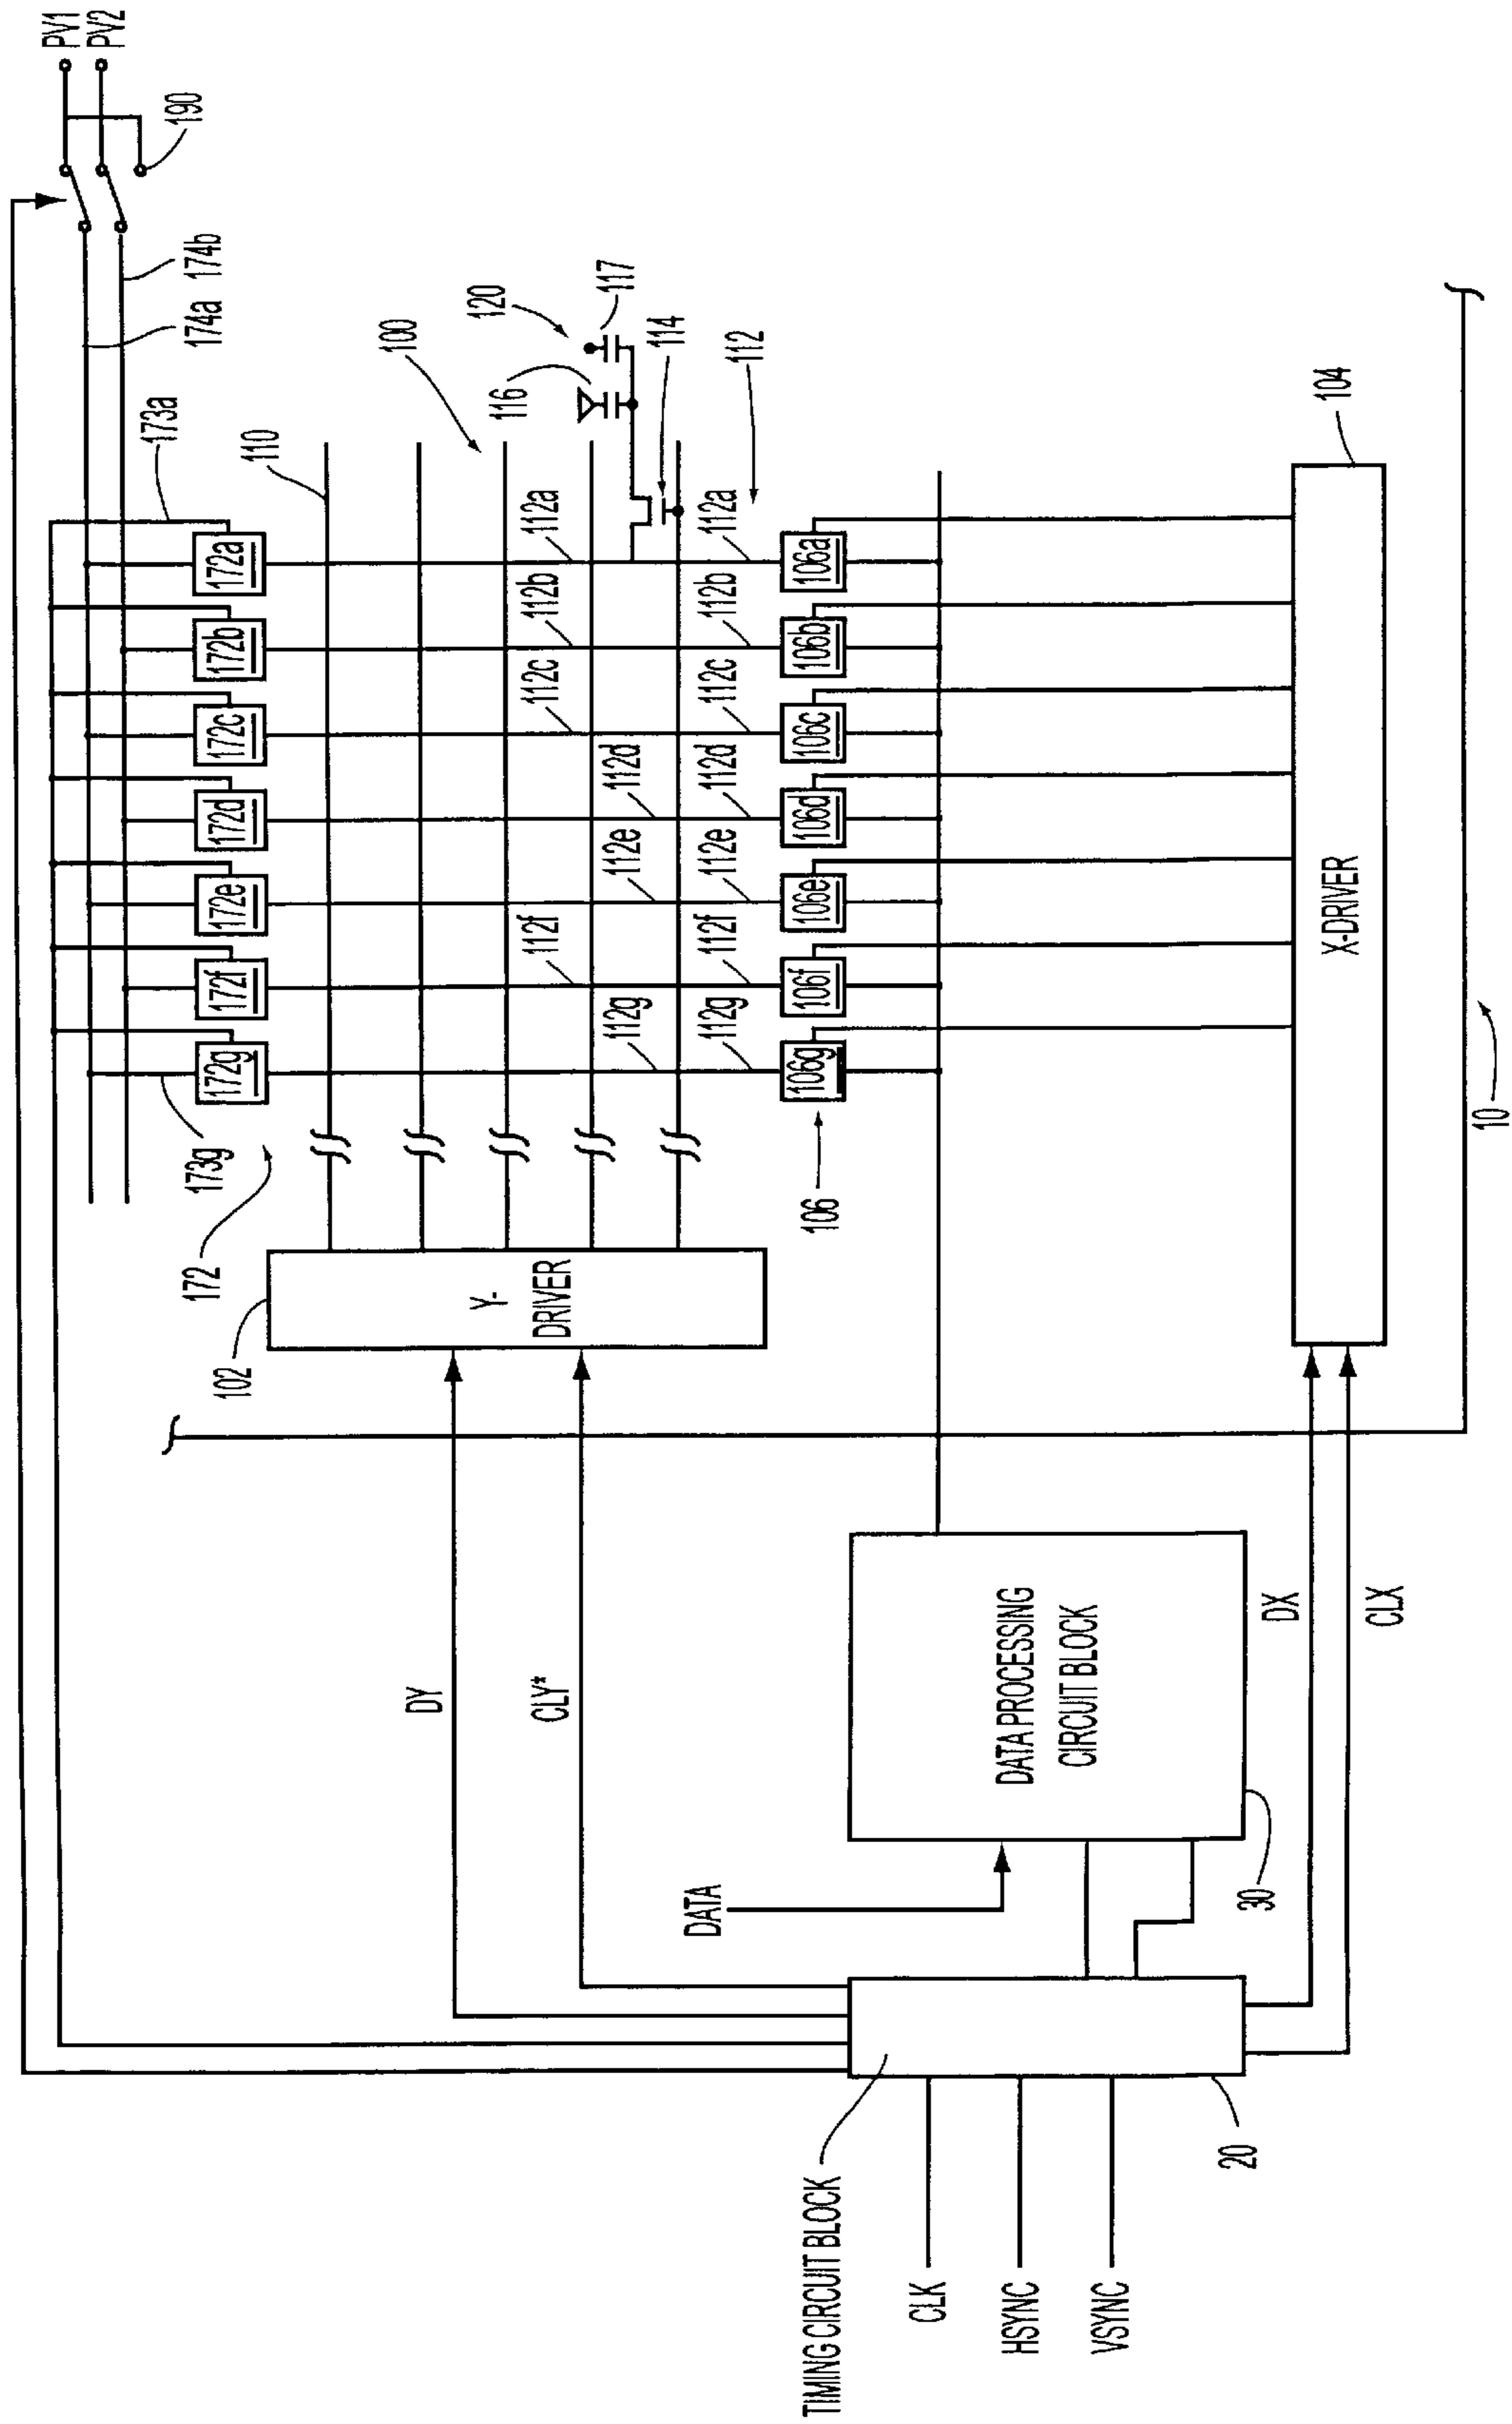 PV1
PV2
190
174b
174a
173a
110
100
120
117
116
114
112
172a
172b
172c
172d
172e
172f
172g
112a
112b
112c
112d
112e
112f
112g
112a
112b
112c
112d
112e
112f
112g
106a
106b
106c
106d
106e
106f
106g
173g
172
106
102
Y-
DRIVER
104
X-DRIVER
10
DY
CLY*
DATA
DATA PROCESSING
CIRCUIT BLOCK
30
DX
CLX
TIMING CIRCUIT BLOCK
20
CLK
HSYNC
VSYNC